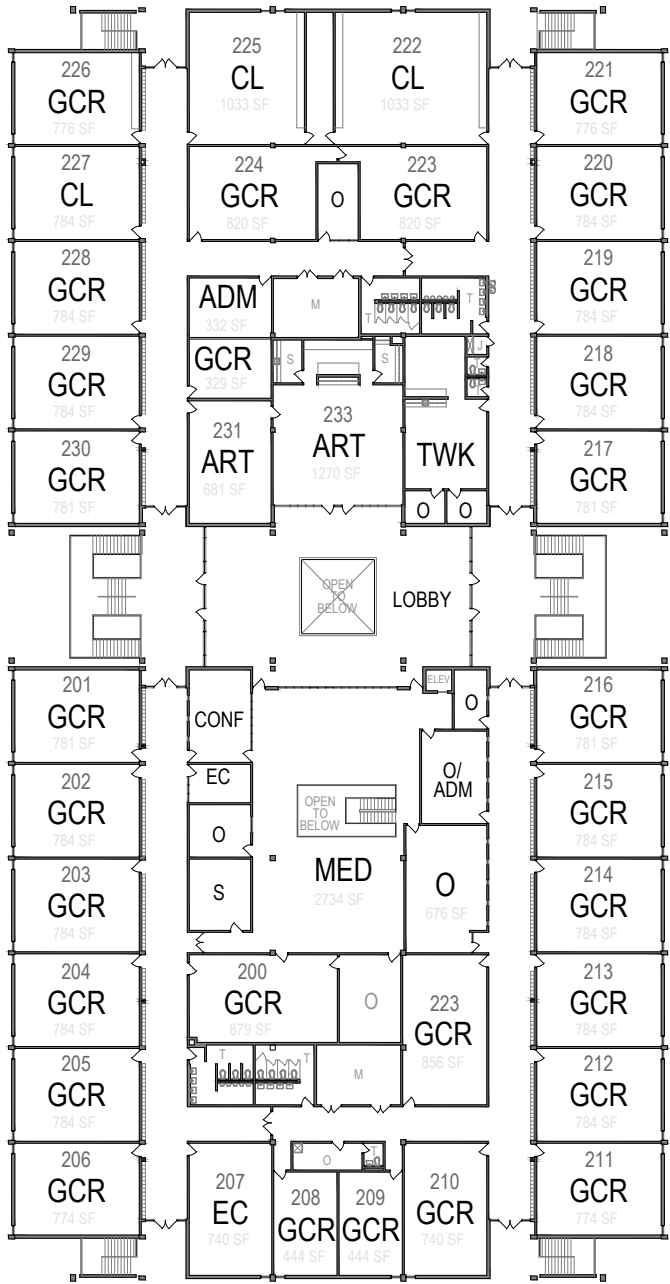 225
CL
1033 SF
222
CL
1033 SF
226
GCR
776 SF
221
GCR
776 SF
227
CL
784 SF
224
GCR
820 SF
O
223
GCR
820 SF
220
GCR
784 SF
228
GCR
784 SF
ADM
332 SF
M
T
T
219
GCR
784 SF
229
GCR
784 SF
GCR
329 SF
S
S
J
T
218
GCR
784 SF
230
GCR
781 SF
231
ART
681 SF
233
ART
1270 SF
TWK
O
O
217
GCR
781 SF
OPEN
TO
BELOW
LOBBY
201
GCR
781 SF
CONF
ELEV
O
216
GCR
781 SF
202
GCR
784 SF
EC
O
OPEN
TO
BELOW
O/
ADM
215
GCR
784 SF
203
GCR
784 SF
S
MED
2734 SF
O
676 SF
214
GCR
784 SF
204
GCR
784 SF
200
GCR
879 SF
O
223
GCR
856 SF
213
GCR
784 SF
205
GCR
784 SF
T
T
M
212
GCR
784 SF
206
GCR
774 SF
207
EC
740 SF
O
T
208
GCR
444 SF
209
GCR
444 SF
210
GCR
740 SF
211
GCR
774 SF